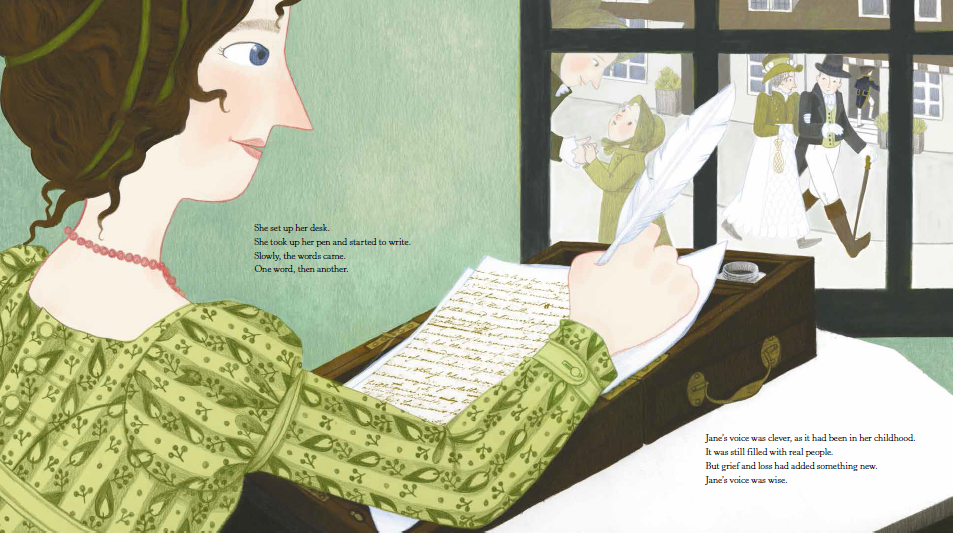 She set up her desk.
She took up her pen and started to write.
Slowly, the words came.
One word, then another.
Jane's voice was clever, as it had been in her childhood.
It was still filled with real people.
But grief and loss had added something new.
Jane's voice was wise.